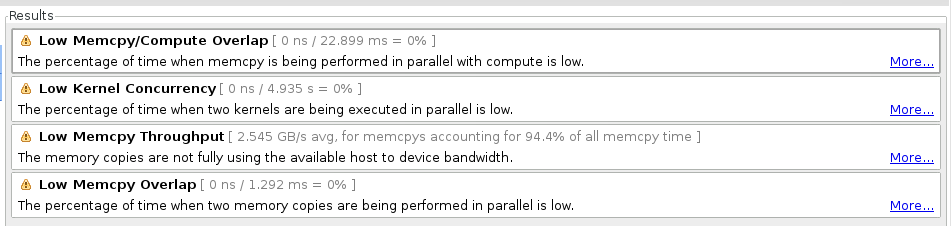 Results
Low Memcpy/Compute Overlap [ 0 ns / 22.899 ms = 0% ]
The percentage of time when memcpy is being performed in parallel with compute is low. More...
Low Kernel Concurrency [ 0 ns / 4.935 s = 0% ]
The percentage of time when two kernels are being executed in parallel is low. More...
Low Memcpy Throughput [ 2.545 GB/s avg, for memcpys accounting for 94.4% of all memcpy time ]
The memory copies are not fully using the available host to device bandwidth. More...
Low Memcpy Overlap [ 0 ns / 1.292 ms = 0% ]
The percentage of time when two memory copies are being performed in parallel is low. More...